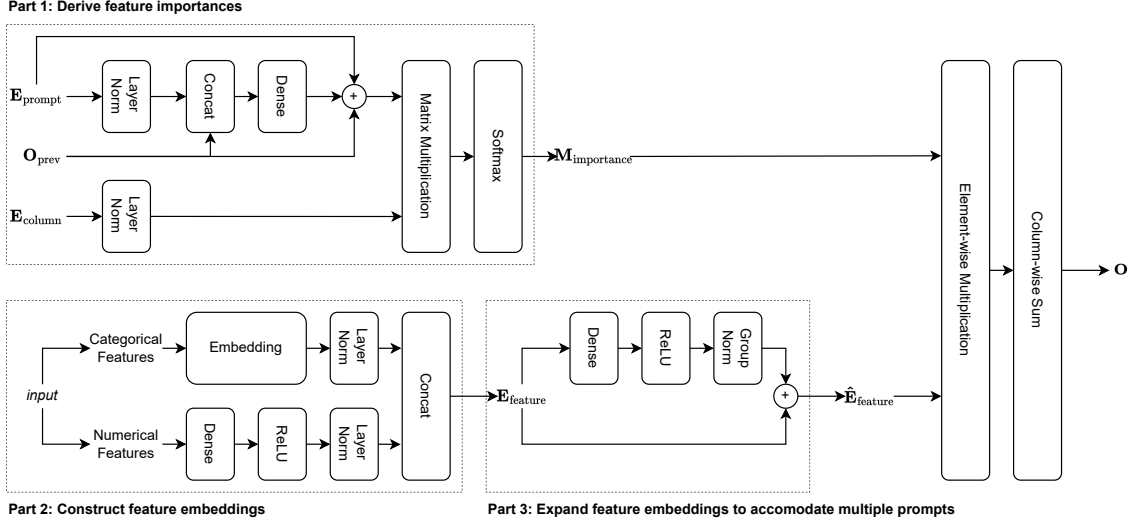 Part 1: Derive feature importances
E_prompt
Layer
Norm
Concat
Dense
+
O_prev
E_column
Layer
Norm
Matrix Multiplication
Softmax
M_importance
Element-wise Multiplication
Column-wise Sum
O
input
Categorical
Features
Embedding
Layer
Norm
Numerical
Features
Dense
ReLU
Layer
Norm
Concat
E_feature
Dense
ReLU
Group
Norm
+
Ê_feature
Part 2: Construct feature embeddings
Part 3: Expand feature embeddings to accomodate multiple prompts